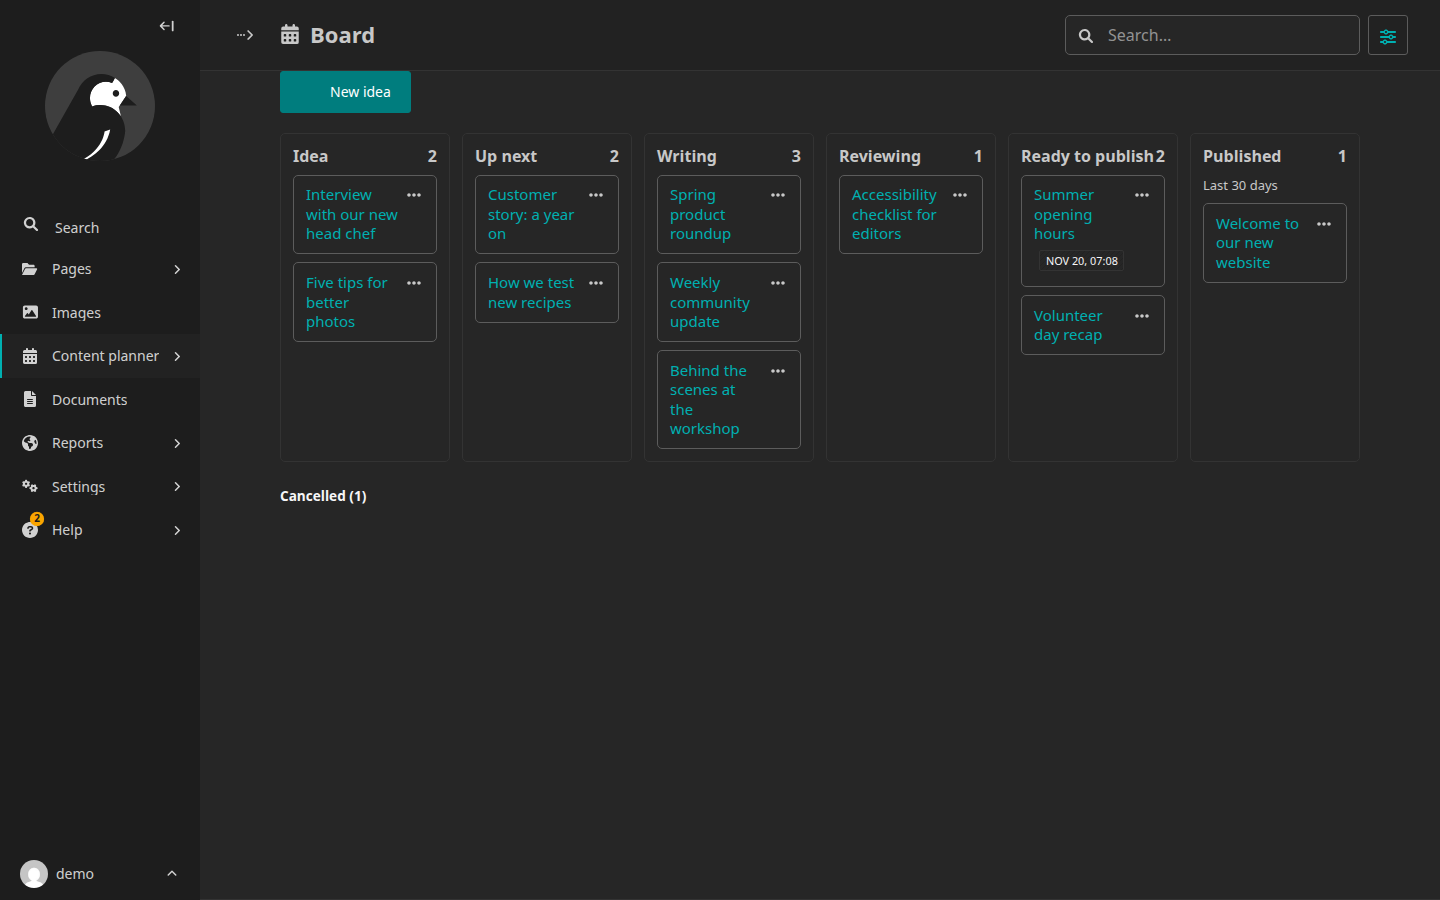 Board
Search...
New idea
Search
Pages
Images
Content planner
Documents
Reports
Settings
2
Help
demo
Idea 2
Interview
with our new
head chef
Five tips for
better
photos
Up next 2
Customer
story: a year
on
How we test
new recipes
Writing 3
Spring
product
roundup
Weekly
community
update
Behind the
scenes at
the
workshop
Reviewing 1
Accessibility
checklist for
editors
Ready to publish 2
Summer
opening
hours
NOV 20, 07:08
Volunteer
day recap
Published 1
Last 30 days
Welcome to
our new
website
Cancelled (1)